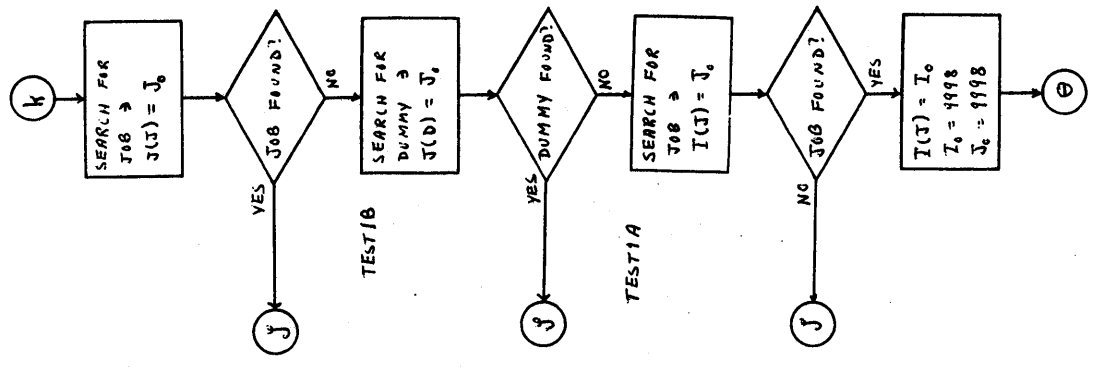 k
SEARCH FOR
JOB ∋
J(J) = J₀
JOB FOUND?
YES
NO
TEST1B
SEARCH FOR
DUMMY ∋
J(D) = J₀
DUMMY FOUND?
YES
NO
TEST1A
SEARCH FOR
JOB ∋
I(J) = J₀
JOB FOUND?
NO
YES
I(J) = I₀
I₀ = 9998
J₀ = 9998
θ